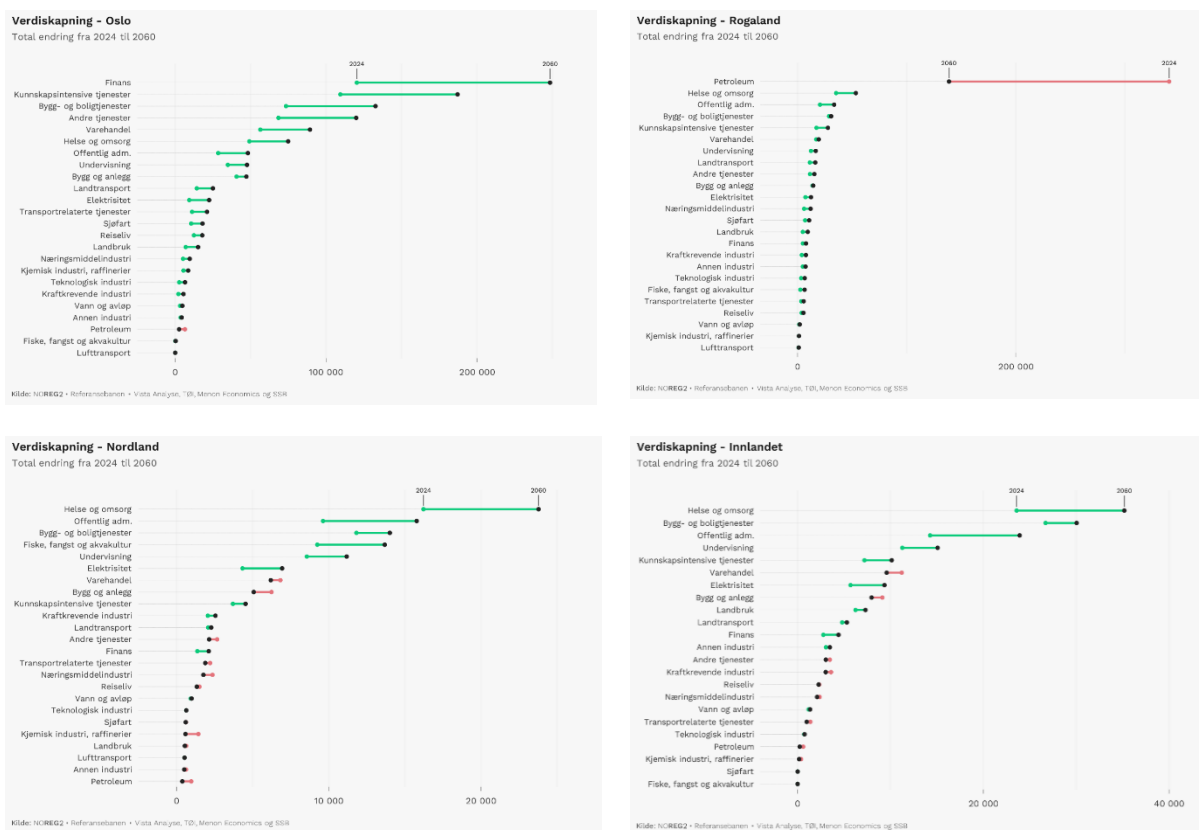 Verdiskapning - Oslo
Total endring fra 2024 til 2060
2024
2060
Finans
Kunnskapsintensive tjenester
Bygg- og boligtjenester
Andre tjenester
Varehandel
Helse og omsorg
Offentlig adm.
Undervisning
Bygg og anlegg
Landtransport
Elektrisitet
Transportrelaterte tjenester
Sjøfart
Reiseliv
Landbruk
Næringsmiddelindustri
Kjemisk industri, raffinerier
Teknologisk industri
Kraftkrevende industri
Vann og avløp
Annen industri
Petroleum
Fiske, fangst og akvakultur
Lufttransport
0
100 000
200 000
Kilde: NOREG2 • Referansebanen • Vista Analyse, TØI, Menon Economics og SSB
Verdiskapning - Rogaland
Total endring fra 2024 til 2060
2060
2024
Petroleum
Helse og omsorg
Offentlig adm.
Bygg- og boligtjenester
Kunnskapsintensive tjenester
Varehandel
Undervisning
Landtransport
Andre tjenester
Bygg og anlegg
Elektrisitet
Næringsmiddelindustri
Sjøfart
Landbruk
Finans
Kraftkrevende industri
Annen industri
Teknologisk industri
Fiske, fangst og akvakultur
Transportrelaterte tjenester
Reiseliv
Vann og avløp
Kjemisk industri, raffinerier
Lufttransport
0
200 000
Kilde: NOREG2 • Referansebanen • Vista Analyse, TØI, Menon Economics og SSB
Verdiskapning - Nordland
Total endring fra 2024 til 2060
2024
2060
Helse og omsorg
Offentlig adm.
Bygg- og boligtjenester
Fiske, fangst og akvakultur
Undervisning
Elektrisitet
Varehandel
Bygg og anlegg
Kunnskapsintensive tjenester
Kraftkrevende industri
Landtransport
Andre tjenester
Finans
Transportrelaterte tjenester
Næringsmiddelindustri
Reiseliv
Vann og avløp
Teknologisk industri
Sjøfart
Kjemisk industri, raffinerier
Landbruk
Lufttransport
Annen industri
Petroleum
0
10 000
20 000
Kilde: NOREG2 • Referansebanen • Vista Analyse, TØI, Menon Economics og SSB
Verdiskapning - Innlandet
Total endring fra 2024 til 2060
2024
2060
Helse og omsorg
Bygg- og boligtjenester
Offentlig adm.
Undervisning
Kunnskapsintensive tjenester
Varehandel
Elektrisitet
Bygg og anlegg
Landbruk
Landtransport
Finans
Annen industri
Andre tjenester
Kraftkrevende industri
Reiseliv
Næringsmiddelindustri
Vann og avløp
Transportrelaterte tjenester
Teknologisk industri
Petroleum
Kjemisk industri, raffinerier
Sjøfart
Fiske, fangst og akvakultur
0
20 000
40 000
Kilde: NOREG2 • Referansebanen • Vista Analyse, TØI, Menon Economics og SSB